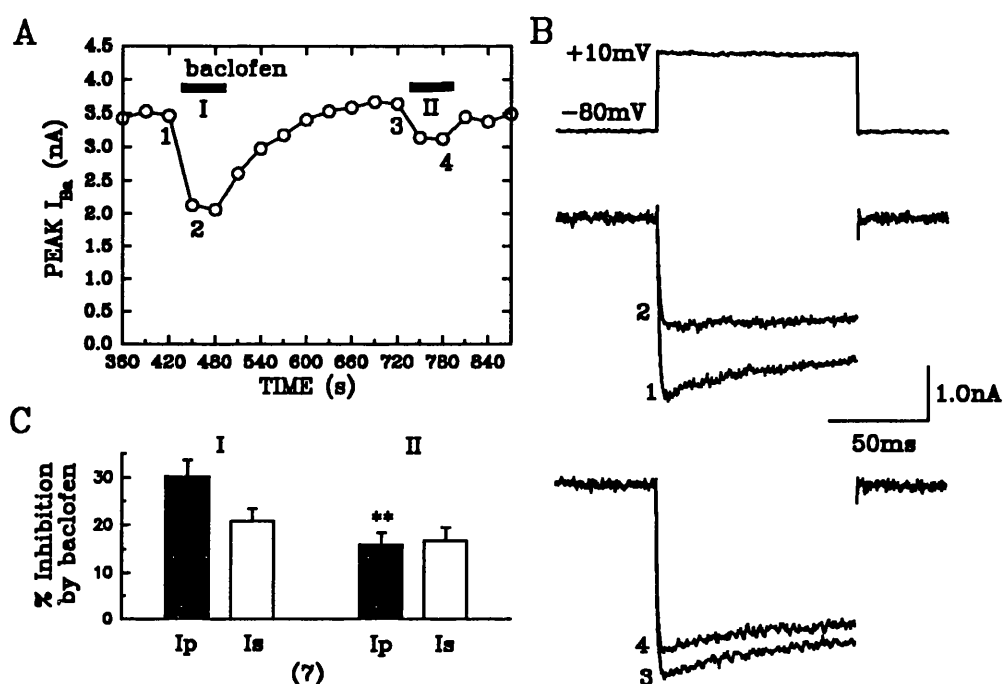 A
PEAK I_Ba (nA)
4.5
4.0
3.5
3.0
2.5
2.0
1.5
1.0
0.5
0.0
baclofen
I
II
1
2
3
4
360 420 480 540 600 660 720 780 840
TIME (s)
B
+10mV
-80mV
2
1
1.0nA
50ms
4
3
C
I
II
% Inhibition
by baclofen
30
20
10
0
**
Ip Is Ip Is
(7)